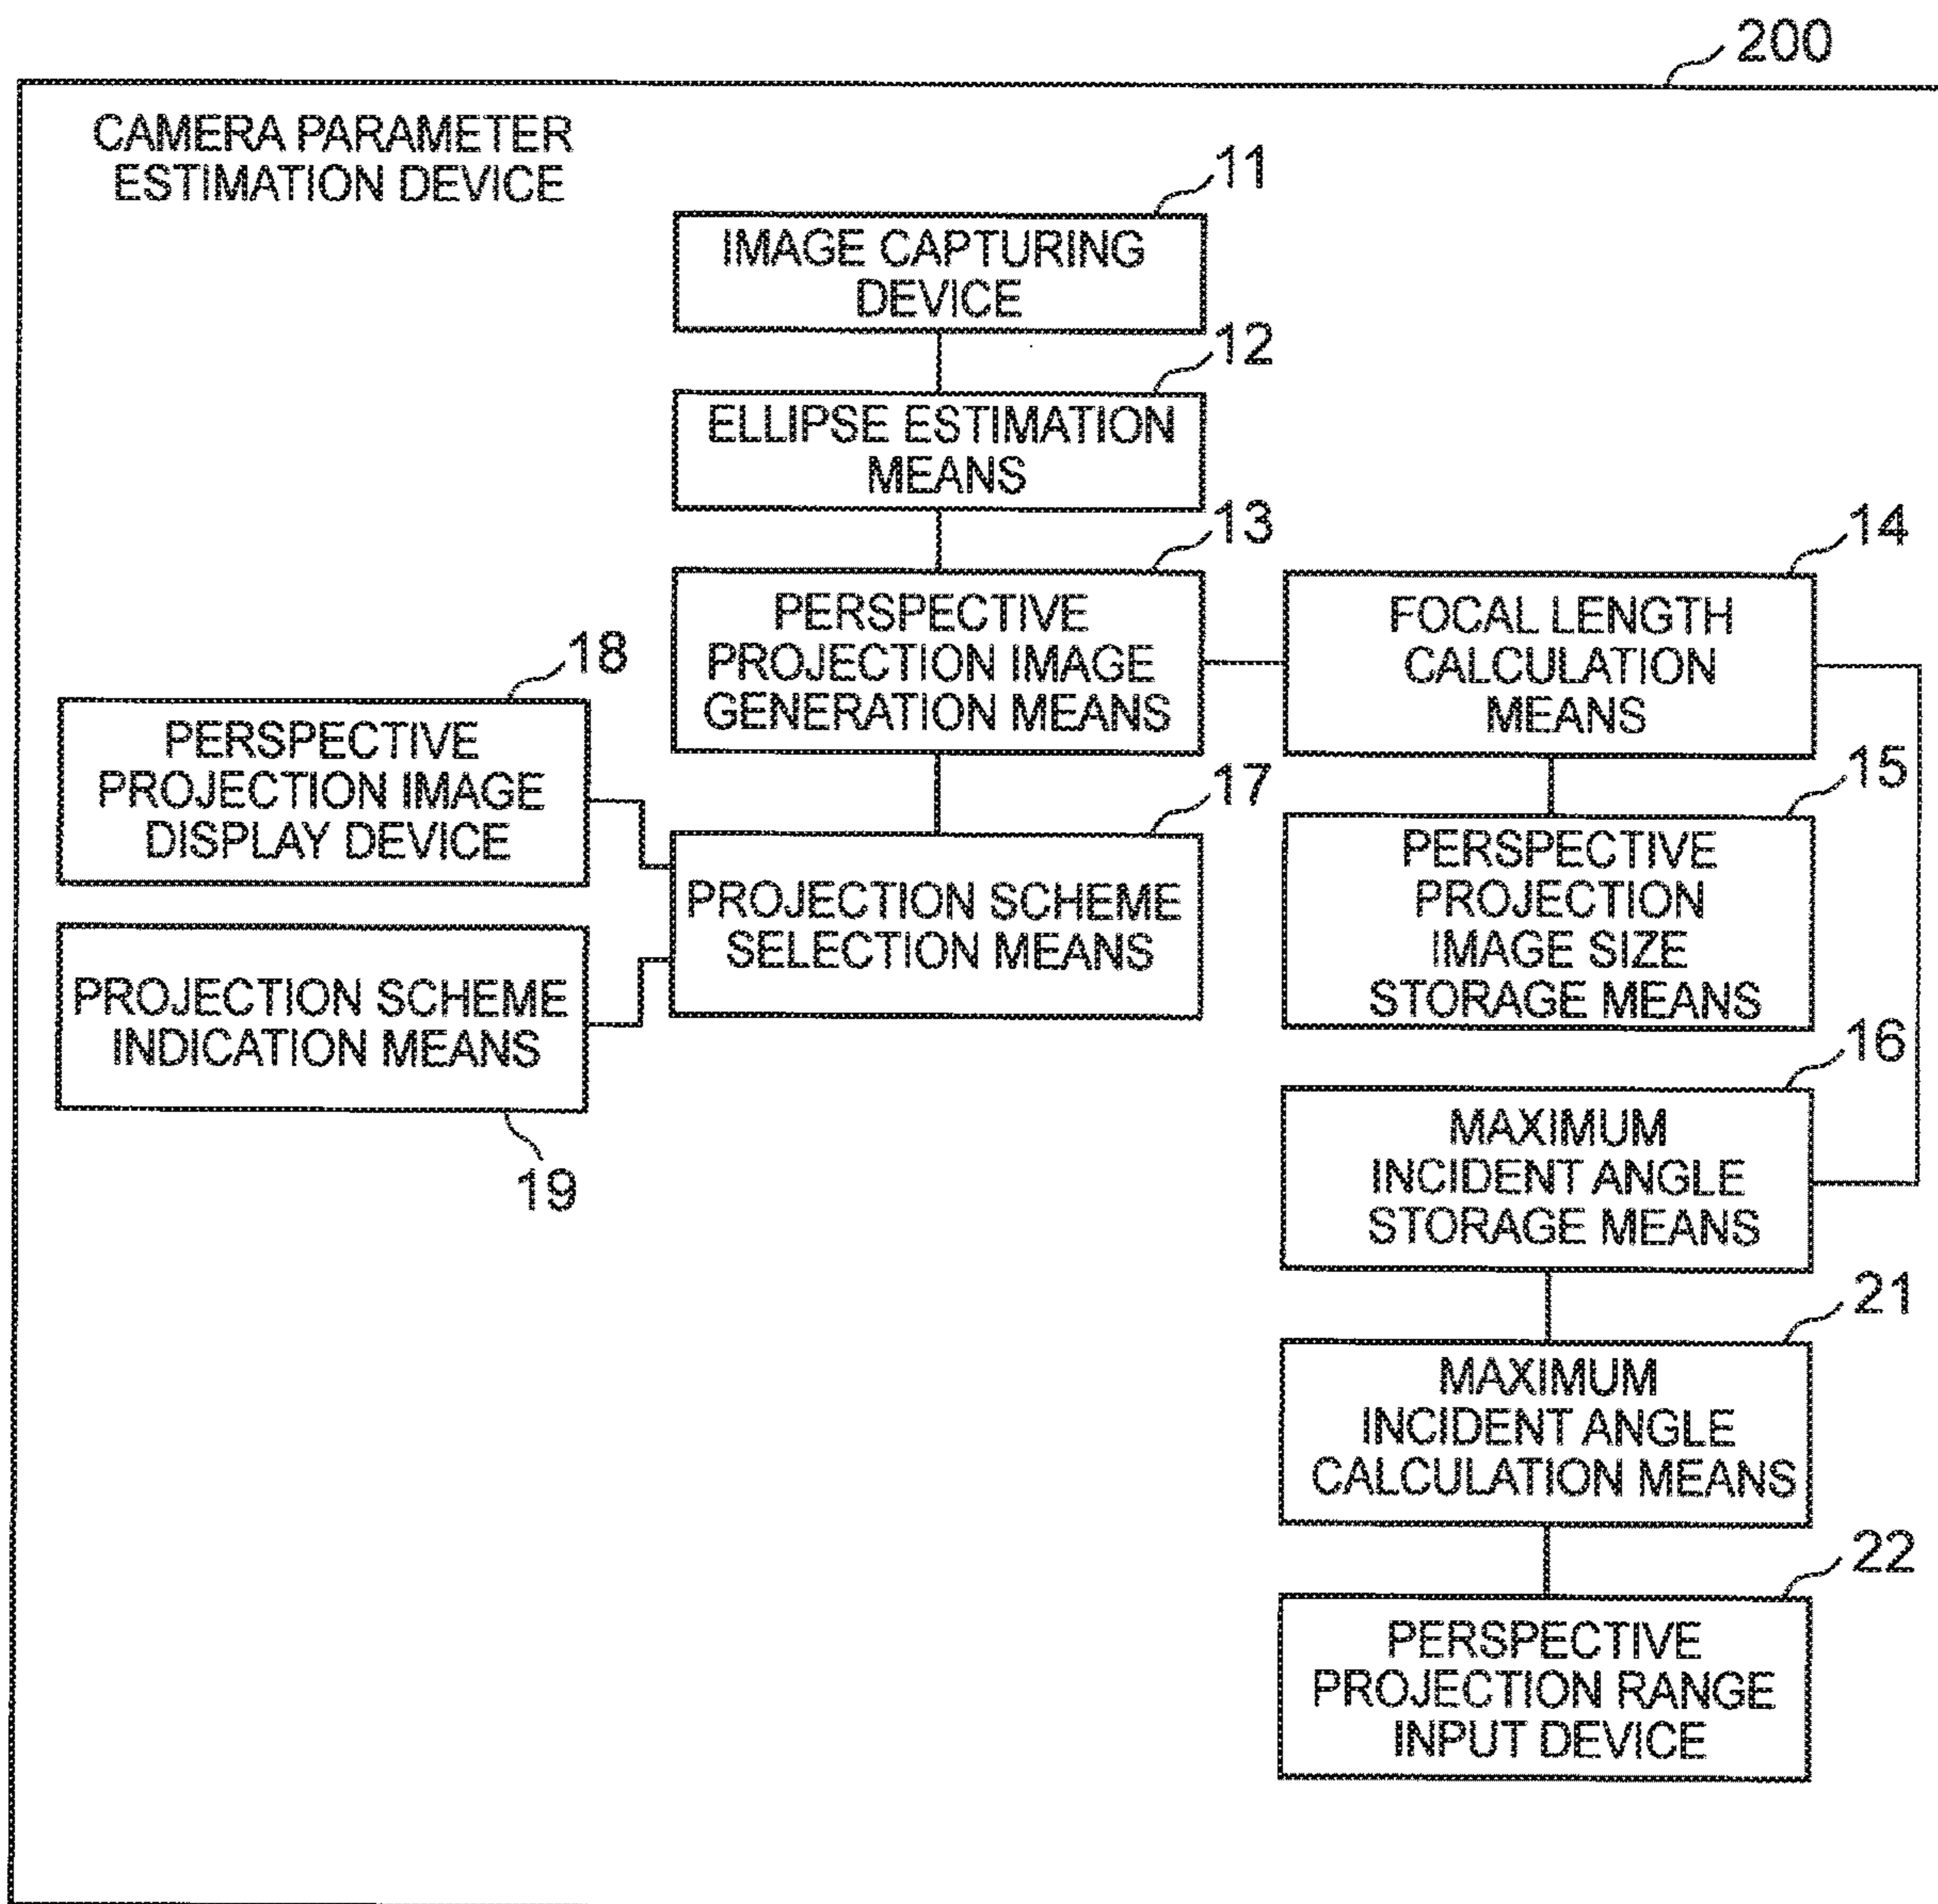 200
CAMERA PARAMETER
ESTIMATION DEVICE
11
IMAGE CAPTURING
DEVICE
12
ELLIPSE ESTIMATION
MEANS
13
PERSPECTIVE
PROJECTION IMAGE
GENERATION MEANS
14
FOCAL LENGTH
CALCULATION
MEANS
18
PERSPECTIVE
PROJECTION IMAGE
DISPLAY DEVICE
17
PROJECTION SCHEME
SELECTION MEANS
15
PERSPECTIVE
PROJECTION
IMAGE SIZE
STORAGE MEANS
PROJECTION SCHEME
INDICATION MEANS
19
16
MAXIMUM
INCIDENT ANGLE
STORAGE MEANS
21
MAXIMUM
INCIDENT ANGLE
CALCULATION MEANS
22
PERSPECTIVE
PROJECTION RANGE
INPUT DEVICE